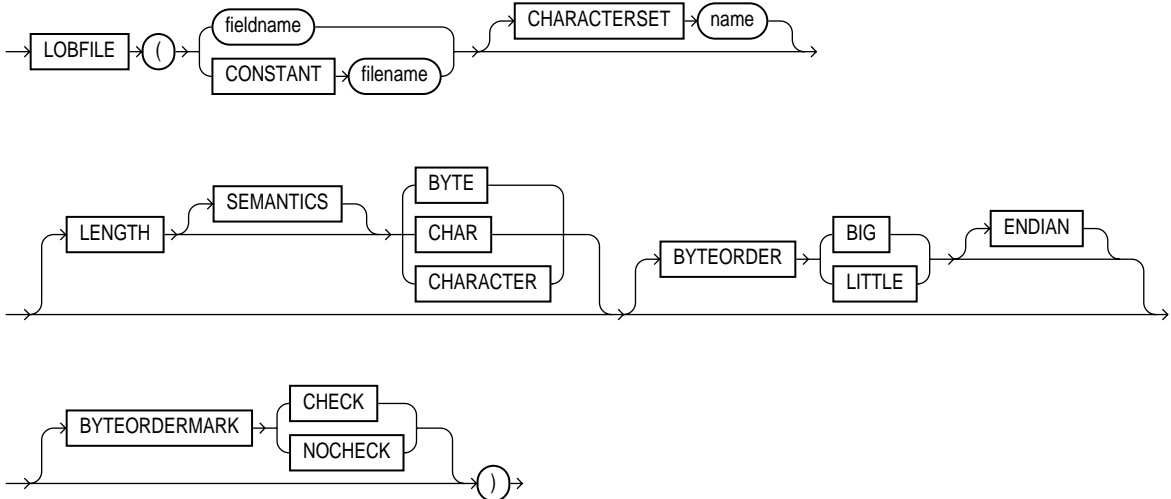 fieldname CHARACTERSET name
LOBFILE (
CONSTANT filename
BYTE
SEMANTICS ENDIAN
LENGTH CHAR BYTEORDER BIG
CHARACTER LITTLE
CHECK
BYTEORDERMARK
NOCHECK
)